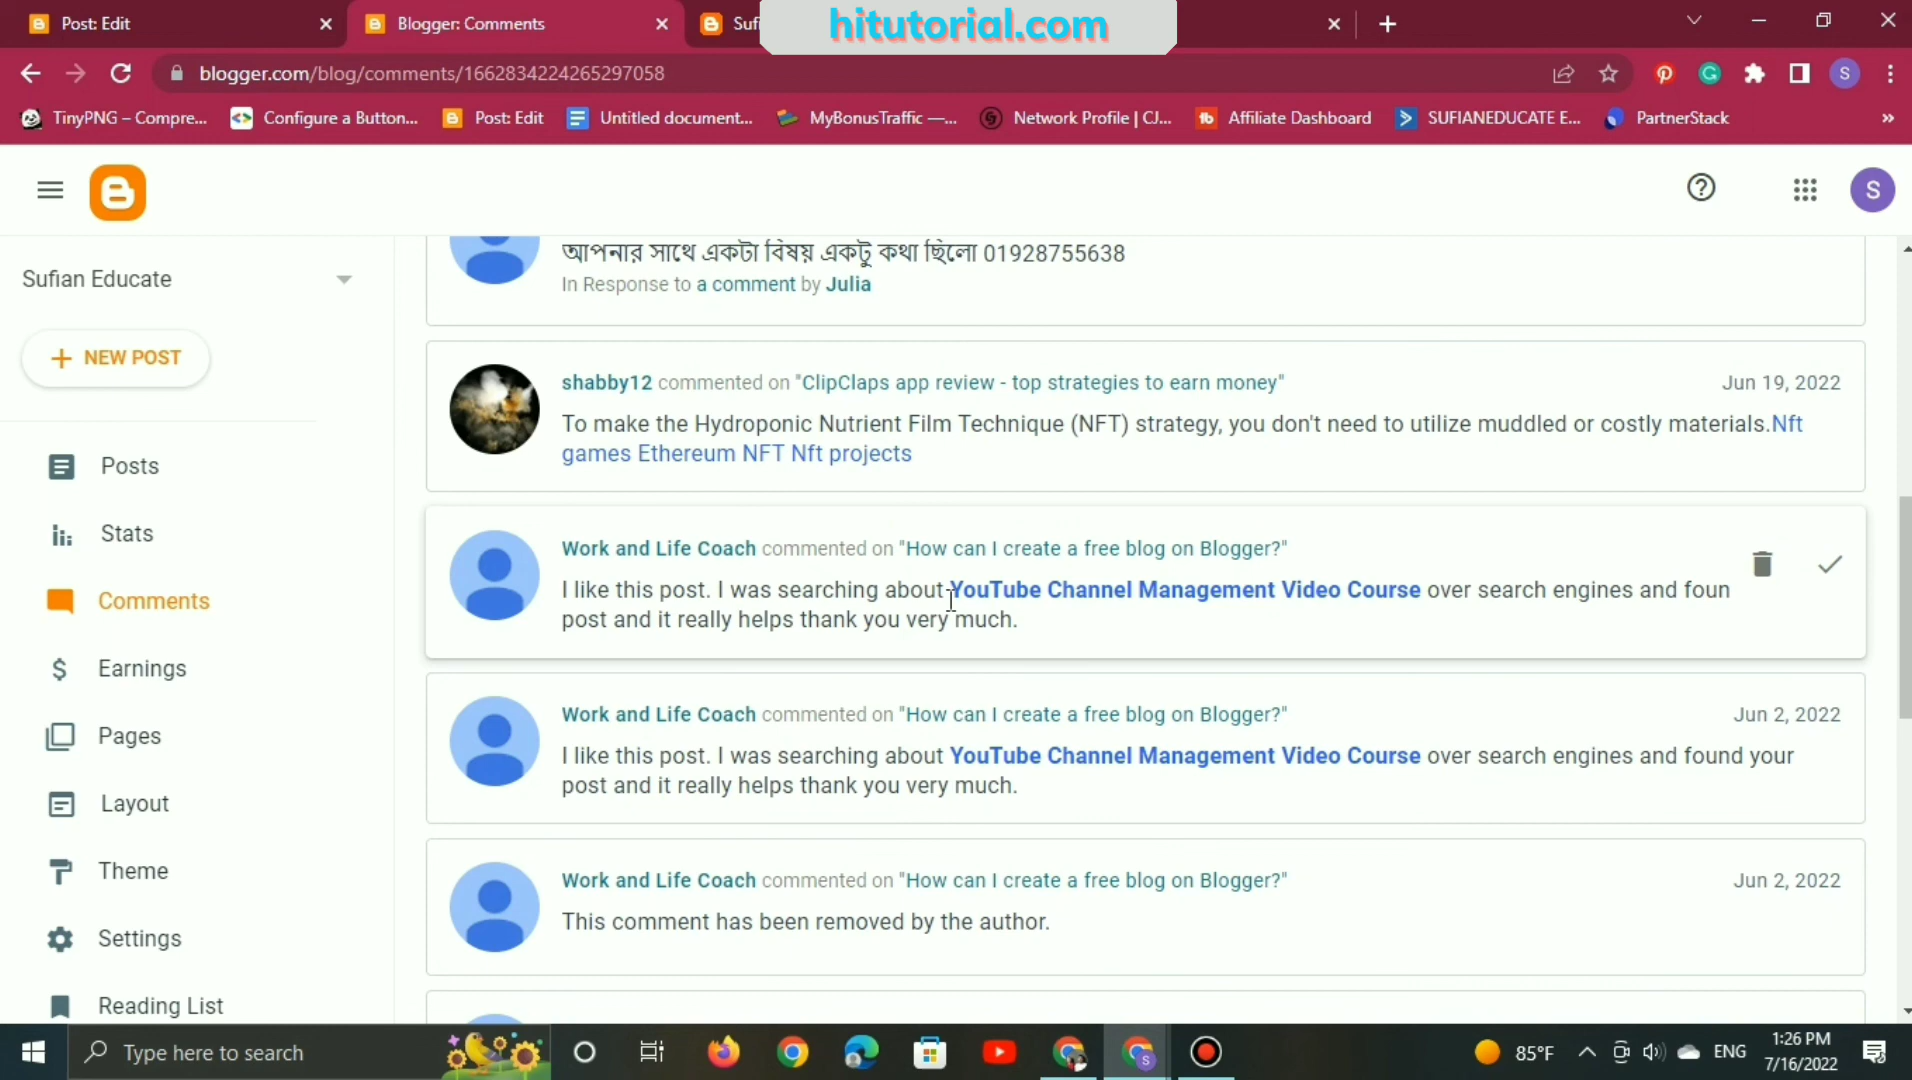 Post: Edit
Blogger: Comments
Suf
hitutorial.com
blogger.com/blog/comments/1662834224265297058
S
TinyPNG – Compre...
Configure a Button...
Post: Edit
Untitled document...
MyBonusTraffic —...
Network Profile | CJ...
Affiliate Dashboard
SUFIANEDUCATE E...
PartnerStack
»
S
Sufian Educate
NEW POST
Posts
Stats
Comments
Earnings
Pages
Layout
Theme
Settings
Reading List
আপনার সাথে একটা বিষয় একটু কথা ছিলো 01928755638
In Response to a comment by Julia
shabby12 commented on "ClipClaps app review - top strategies to earn money"
Jun 19, 2022
To make the Hydroponic Nutrient Film Technique (NFT) strategy, you don't need to utilize muddled or costly materials.Nft
games Ethereum NFT Nft projects
Work and Life Coach commented on "How can I create a free blog on Blogger?"
I like this post. I was searching about YouTube Channel Management Video Course over search engines and foun
post and it really helps thank you very much.
Work and Life Coach commented on "How can I create a free blog on Blogger?"
Jun 2, 2022
I like this post. I was searching about YouTube Channel Management Video Course over search engines and found your
post and it really helps thank you very much.
Work and Life Coach commented on "How can I create a free blog on Blogger?"
Jun 2, 2022
This comment has been removed by the author.
Type here to search
85°F
ENG
1:26 PM
7/16/2022